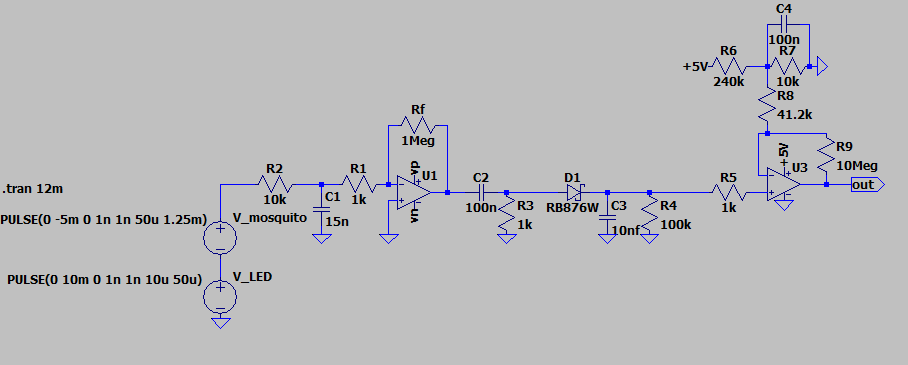 C4
100n
R6
R7
+5V
240k
10k
R8
41.2k
Rf
1Meg
.tran 12m
R2
10k
R1
1k
vp
U1
vn
C2
100n
D1
RB876W
5V
U3
R9
10Meg
out
PULSE(0 -5m 0 1n 1n 50u 1.25m)
V_mosquito
C1
15n
R3
1k
C3
10nf
R4
100k
R5
1k
PULSE(0 10m 0 1n 1n 10u 50u)
V_LED